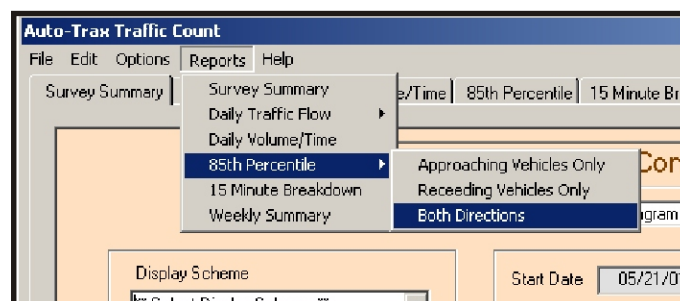 Auto-Trax Traffic Count
File Edit Options Reports Help
Survey Summary e/Time 85th Percentile 15 Minute Br
Survey Summary
Daily Traffic Flow
Daily Volume/Time
85th Percentile
15 Minute Breakdown
Weekly Summary
Approaching Vehicles Only
Receeding Vehicles Only
Both Directions
Con
gram
Display Scheme
Start Date 05/21/0